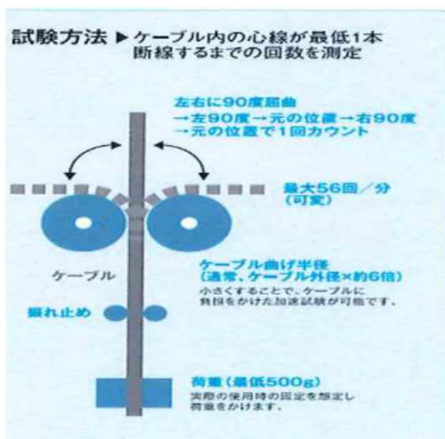 試験方法 ▶ ケーブル内の心線が最低1本
断線するまでの回数を測定
左右に90度屈曲
→左90度→元の位置→右90度
→元の位置で1回カウント
最大56回/分
(可変)
ケーブル
ケーブル曲げ半径
(通常、ケーブル外径×約6倍)
小さくすることで、ケーブルに
負担をかけた加速試験が可能です。
振れ止め
荷重(最低500g)
実際の使用時の固定を想定し
荷重をかけます。